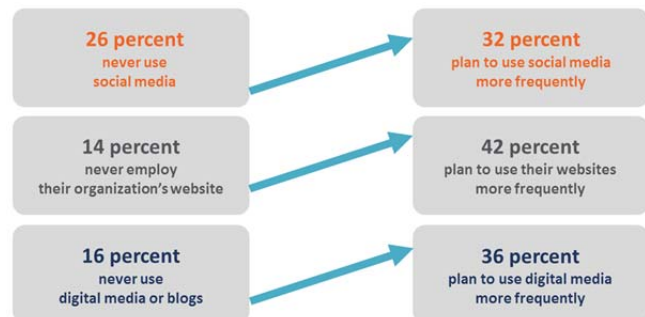 26 percent
never use
social media
32 percent
plan to use social media
more frequently
14 percent
never employ
their organization's website
42 percent
plan to use their websites
more frequently
16 percent
never use
digital media or blogs
36 percent
plan to use digital media
more frequently